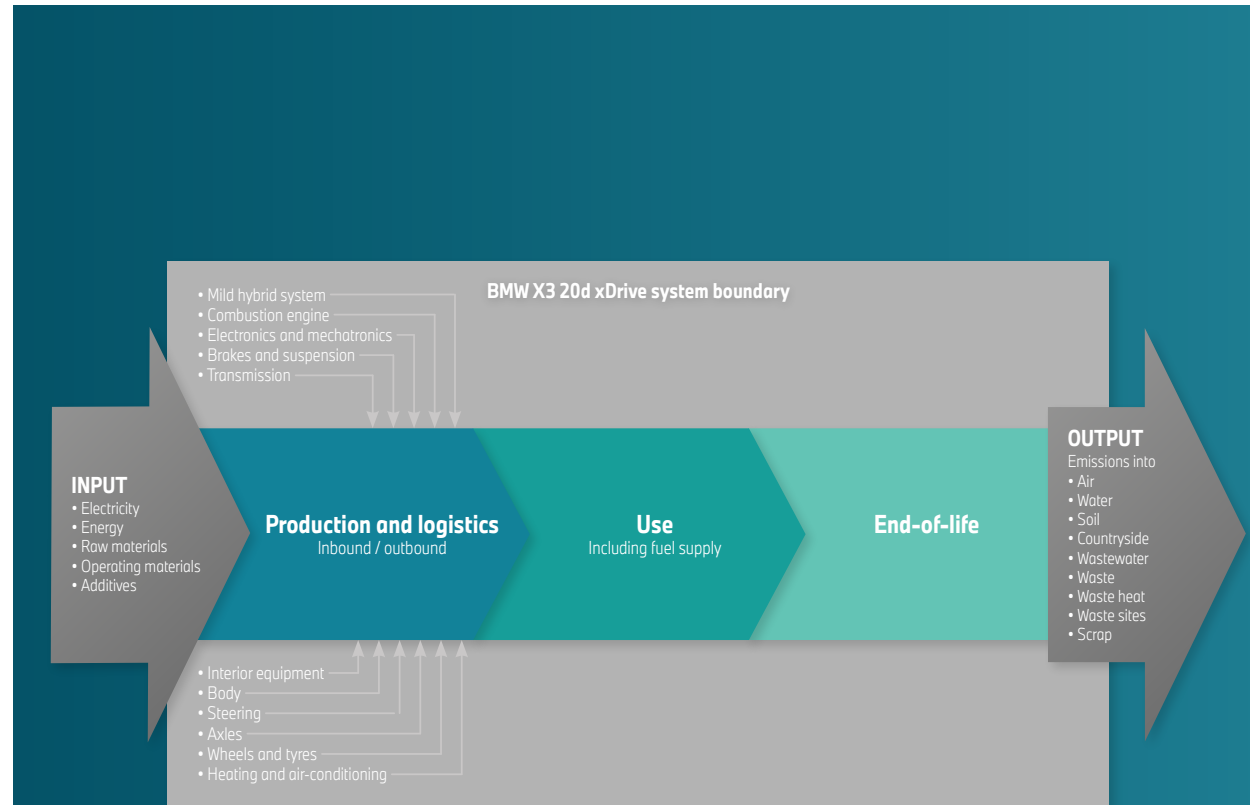 BMW X3 20d xDrive system boundary
• Mild hybrid system
• Combustion engine
• Electronics and mechatronics
• Brakes and suspension
• Transmission
INPUT
• Electricity
• Energy
• Raw materials
• Operating materials
• Additives
Production and logistics
Inbound / outbound
Use
Including fuel supply
End-of-life
OUTPUT
Emissions into
• Air
• Water
• Soil
• Countryside
• Wastewater
• Waste
• Waste heat
• Waste sites
• Scrap
• Interior equipment
• Body
• Steering
• Axles
• Wheels and tyres
• Heating and air-conditioning